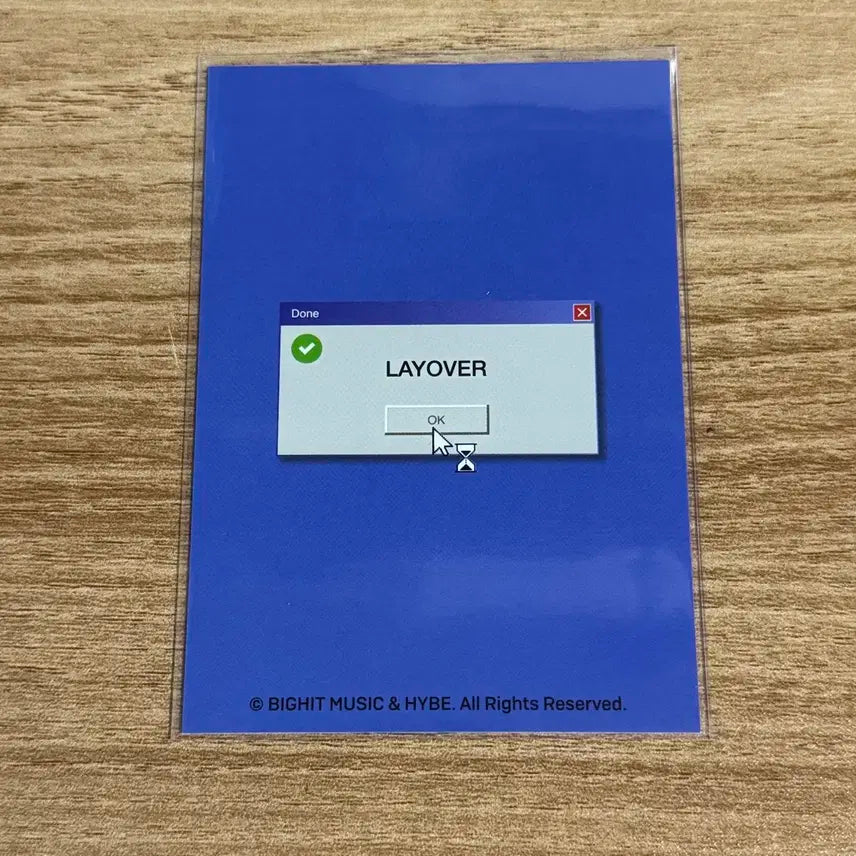 Done
LAYOVER
OK
© BIGHIT MUSIC & HYBE. All Rights Reserved.